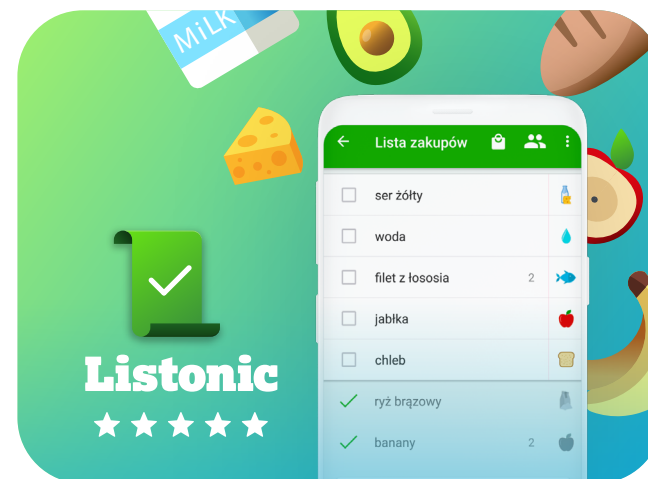 MiLK
Lista zakupów
ser żółty
woda
filet z łososia 2
jabłka
chleb
ryż brązowy
banany 2
Listonic